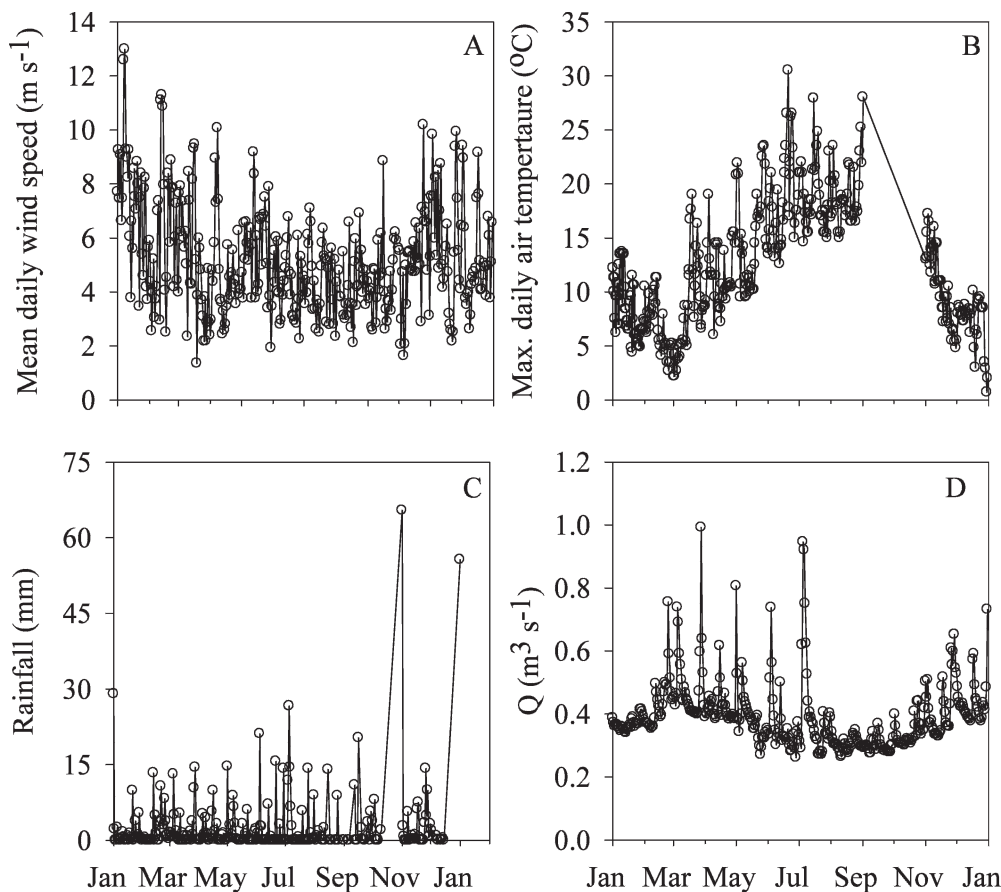 Mean daily wind speed (m s-1)
14
12
10
8
6
4
2
0
A
Max. daily air tempertaure (oC)
35
30
25
20
15
10
5
0
B
Rainfall (mm)
75
60
45
30
15
0
C
Jan Mar May Jul Sep Nov Jan
Q (m3 s-1)
1.2
1.0
0.8
0.6
0.4
0.2
0.0
D
Jan Mar May Jul Sep Nov Jan